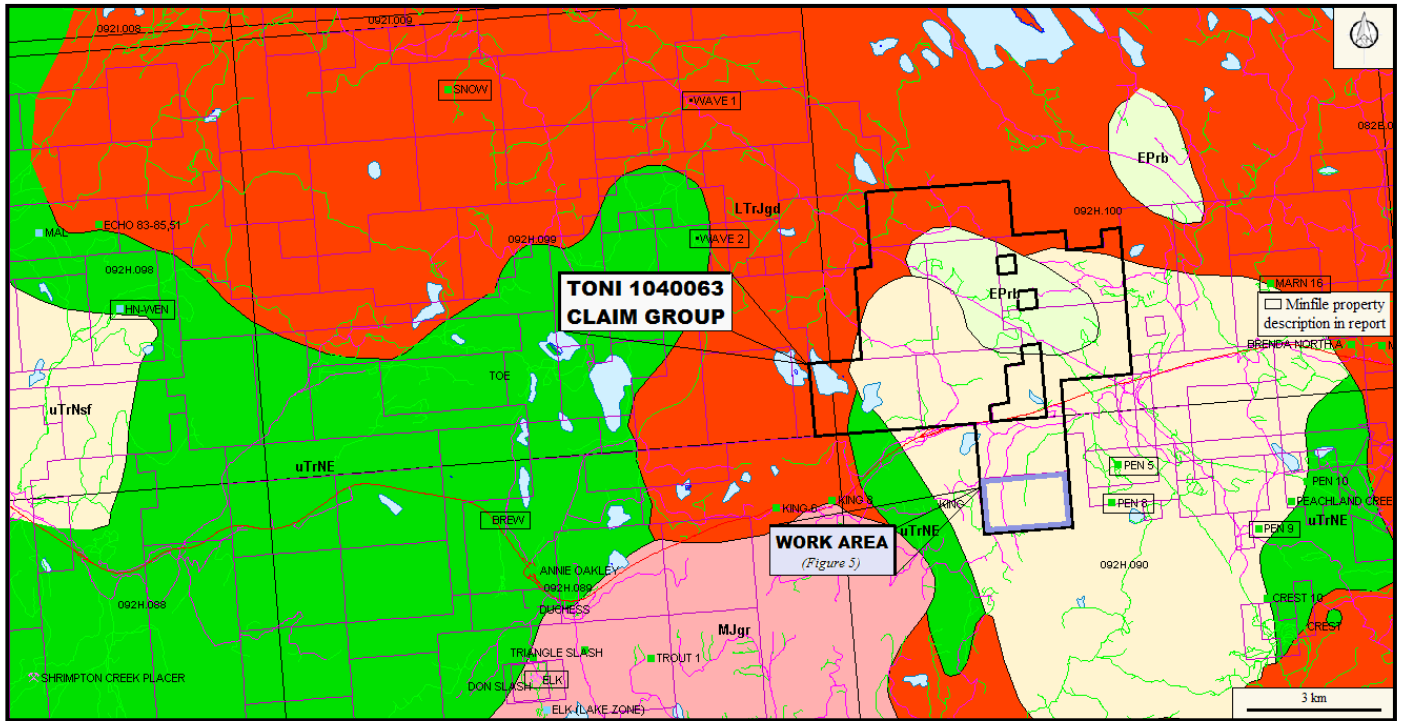 092I.008
092I.009
SNOW
WAVE 1
082E.0
EPrb
ECHO 83-85,51
MAL
LTrJgd
092H.100
092H.099
WAVE 2
092H.098
TONI 1040063
CLAIM GROUP
MARN 16
HN-WEN
Minfile property
description in report
BRENDA NORTH A
M
TOE
uTrNsf
uTrNE
PEN 5
PEN 10
KING 8
KING
PEN 8
PEACHLAND CREE
KING 6
BREW
uTrNE
uTrNE
PEN 9
WORK AREA
(Figure 5)
092H.090
ANNIE OAKLEY
092H.089
092H.088
DUCHESS
CREST 10
CREST
MJgr
TRIANGLE SLASH
TROUT 1
SHRIMPTON CREEK PLACER
ELK
DON SLASH
ELK (LAKE ZONE)
3 km